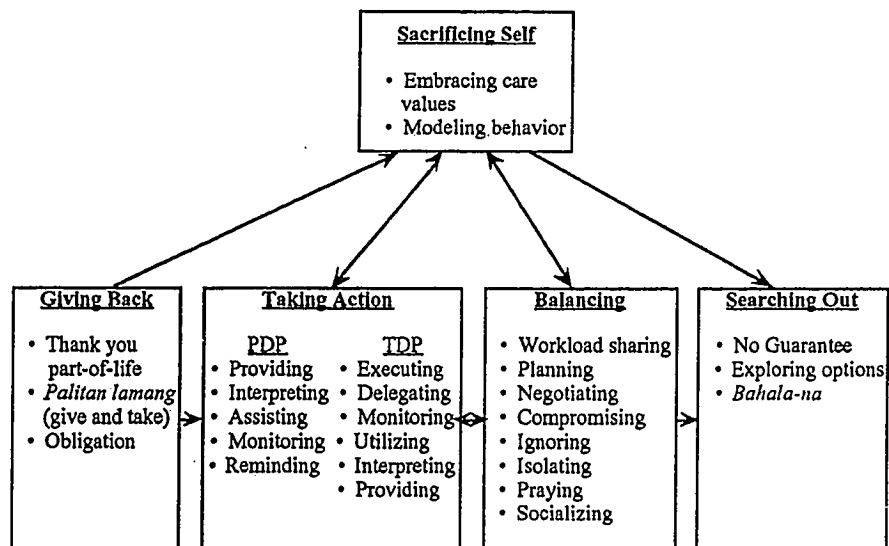 Sacrificing Self
• Embracing care
values
• Modeling behavior
Giving Back
• Thank you
part-of-life
• Palitan lamang
(give and take)
• Obligation
Taking Action
PDP
• Providing
• Interpreting
• Assisting
• Monitoring
• Reminding
TDP
• Executing
• Delegating
• Monitoring
• Utilizing
• Interpreting
• Providing
Balancing
• Workload sharing
• Planning
• Negotiating
• Compromising
• Ignoring
• Isolating
• Praying
• Socializing
Searching Out
• No Guarantee
• Exploring options
• Bahala-na